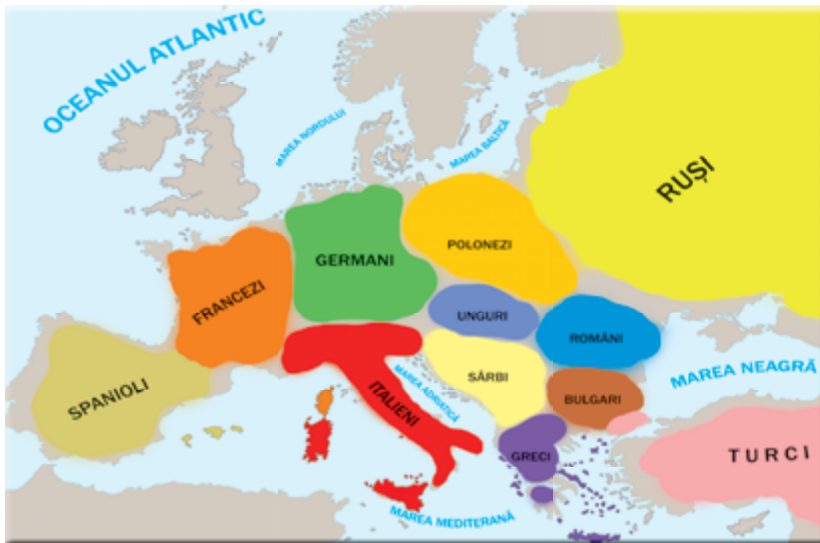 OCEANUL ATLANTIC
MAREA NORDULUI
MAREA BALTICĂ
RUȘI
POLONEZI
GERMANI
FRANCEZI
UNGURI
ROMÂNI
MAREA NEAGRĂ
SPANIOLI
SÂRBI
MAREA ADRIATICĂ
ITALIENI
BULGARI
GRECI
TURCI
MAREA MEDITERANĂ